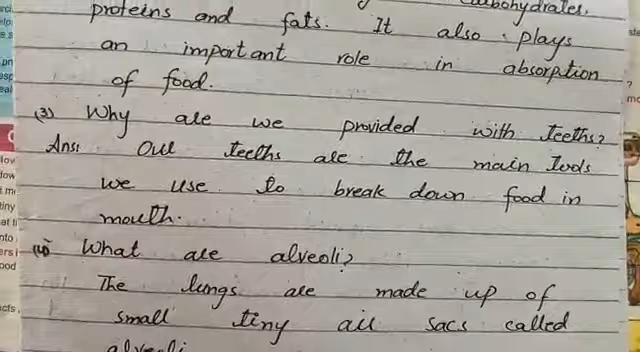 carbohydrates,
proteins and fats. It also plays
an important role in absorption
of food.
(3) Why are we provided with teeths?
Ans: Our teeths are the main tools
we use to break down food in
mouth.
(4) What are alveoli?
The lungs are made up of
small tiny air sacs called
alveoli